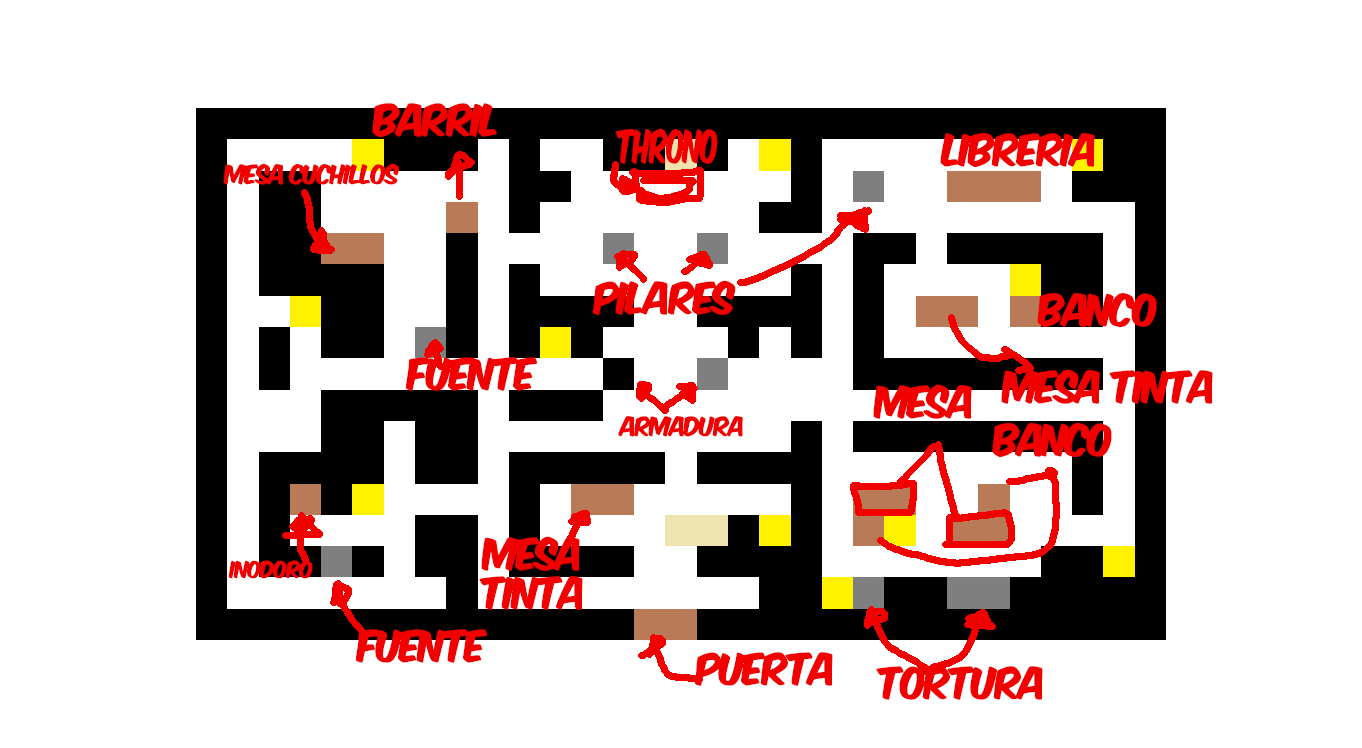 BARRIL
THRONO
LIBRERIA
MESA CUCHILLOS
PILARES
BANCO
FUENTE
MESA TINTA
MESA
ARMADURA
BANCO
MESA
TINTA
INODORO
FUENTE
PUERTA
TORTURA